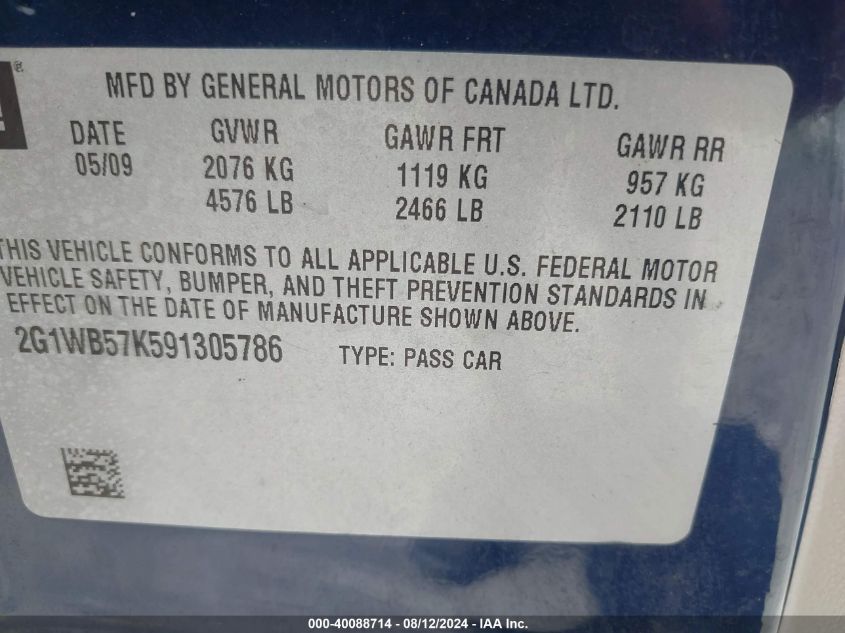 MFD BY GENERAL MOTORS OF CANADA LTD.
DATE GVWR GAWR FRT GAWR RR
05/09 2076 KG 1119 KG 957 KG
4576 LB 2466 LB 2110 LB
THIS VEHICLE CONFORMS TO ALL APPLICABLE U.S. FEDERAL MOTOR
VEHICLE SAFETY, BUMPER, AND THEFT PREVENTION STANDARDS IN
EFFECT ON THE DATE OF MANUFACTURE SHOWN ABOVE.
2G1WB57K591305786 TYPE: PASS CAR
000-40088714 - 08/12/2024 - IAA Inc.